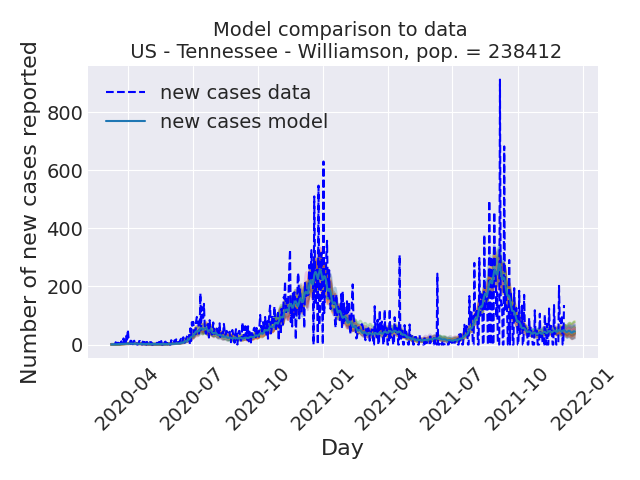 Model comparison to data
US - Tennessee - Williamson, pop. = 238412
new cases data
new cases model
Number of new cases reported
800
600
400
200
0
2020-04
2020-07
2020-10
2021-01
2021-04
2021-07
2021-10
2022-01
Day